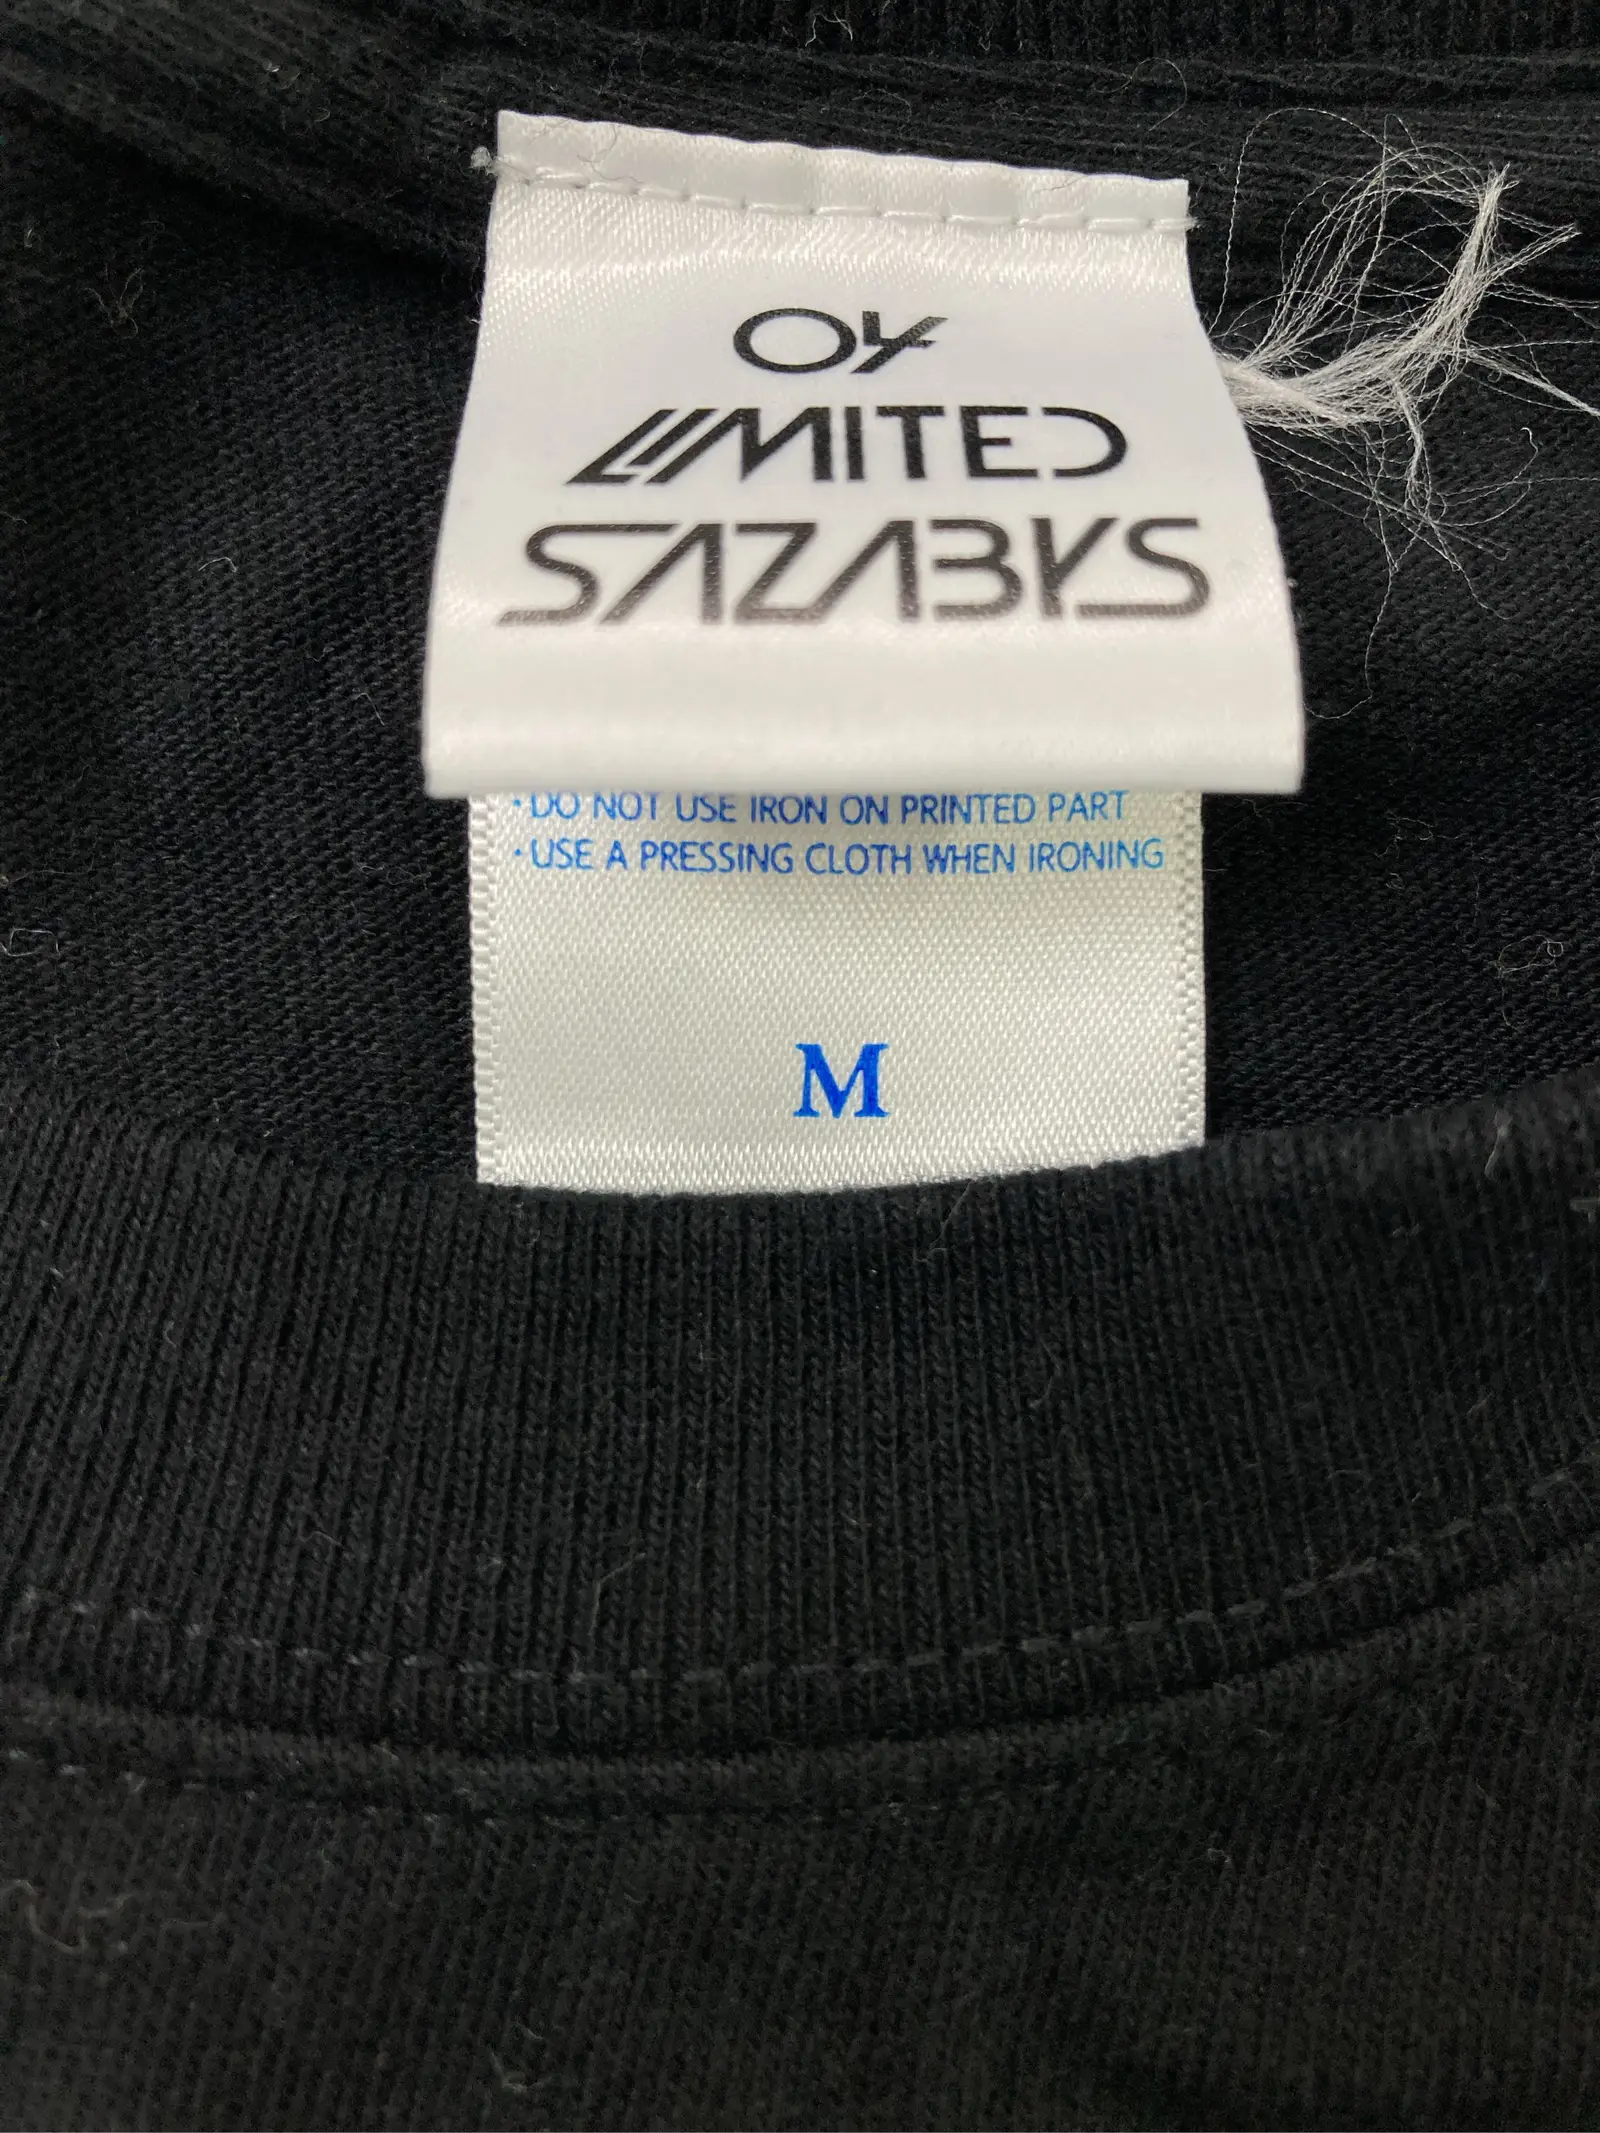 04
LIMITED
SAZABYS
・DO NOT USE IRON ON PRINTED PART
・USE A PRESSING CLOTH WHEN IRONING
M